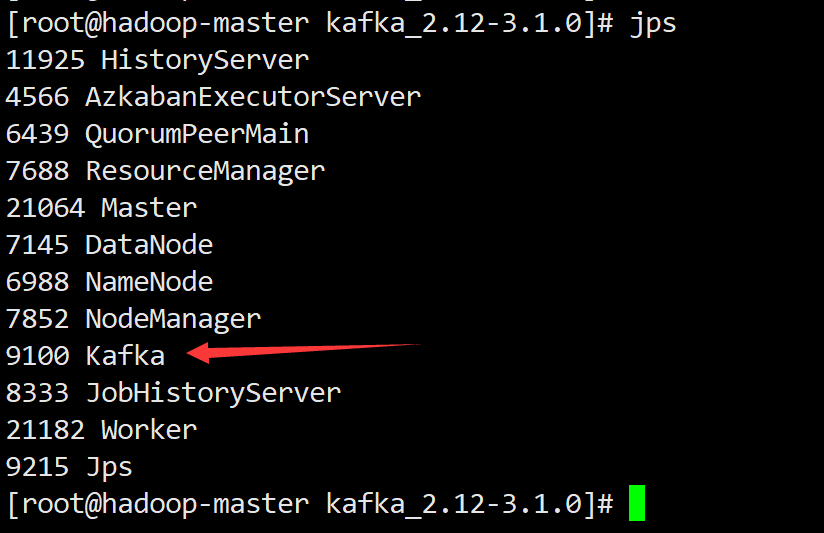 [root@hadoop-master kafka_2.12-3.1.0]# jps
11925 HistoryServer
4566 AzkabanExecutorServer
6439 QuorumPeerMain
7688 ResourceManager
21064 Master
7145 DataNode
6988 NameNode
7852 NodeManager
9100 Kafka
8333 JobHistoryServer
21182 Worker
9215 Jps
[root@hadoop-master kafka_2.12-3.1.0]#